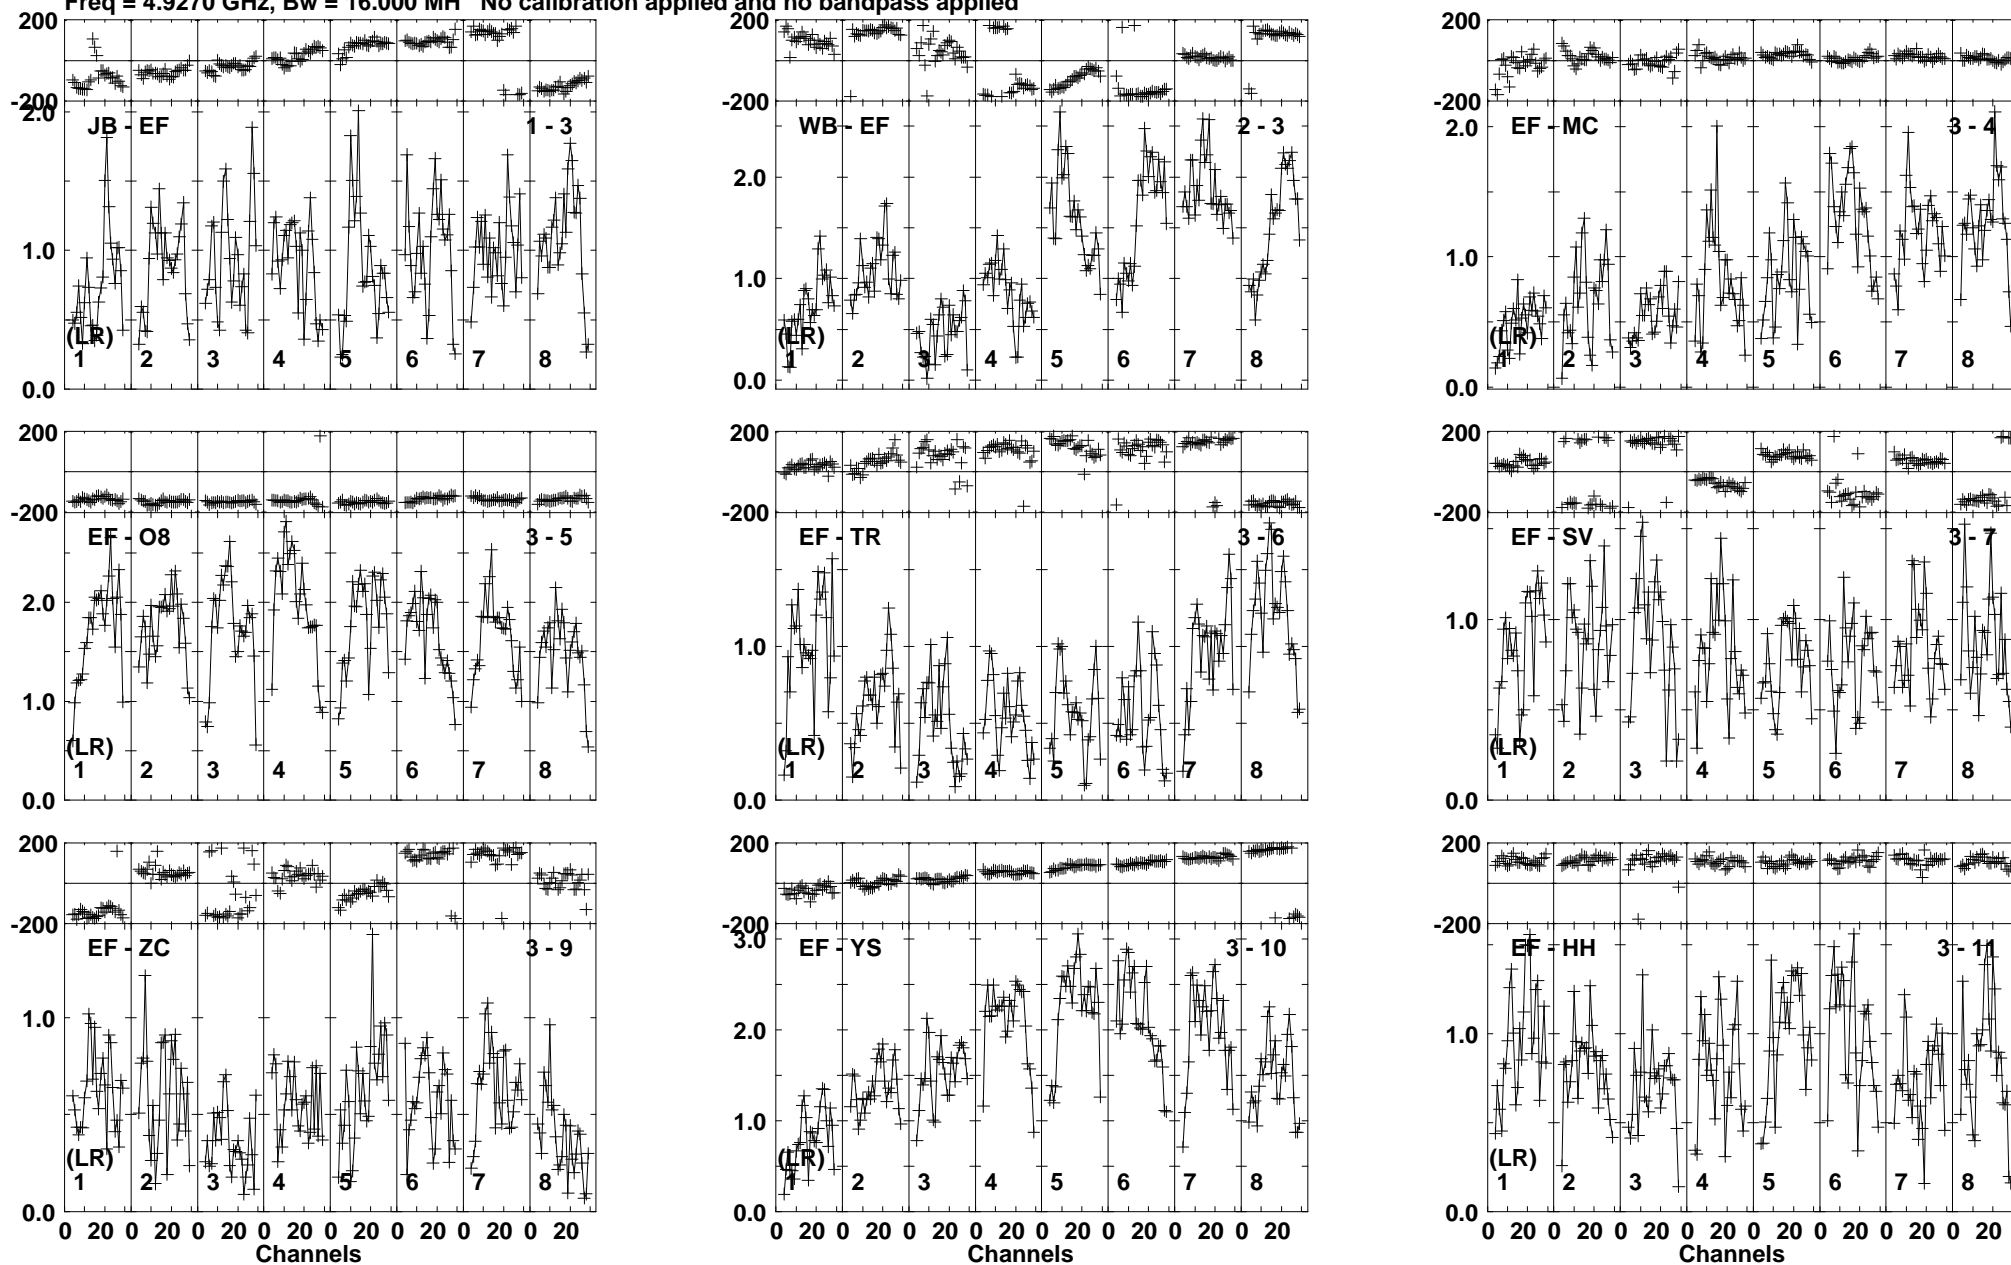 Freq = 4.9270 GHz, Bw = 16.000 MH No calibration applied and no bandpass applied
200 200 200
-200 -200 -200
2.0
JB - EF 1 - 3 WB - EF 2 - 3 EF - MC 3 - 4
2.0 2.0
1.0 1.0 1.0
(LR) (LR) (LR)
1 2 3 4 5 6 7 8 1 2 3 4 5 6 7 8 1 2 3 4 5 6 7 8
0.0 0.0 0.0
200 200 200
-200 -200 -200
EF - O8 3 - 5 EF - TR 3 - 6 EF - SV 3 - 7
2.0 1.0 1.0
1.0
(LR) (LR) (LR)
1 2 3 4 5 6 7 8 1 2 3 4 5 6 7 8 1 2 3 4 5 6 7 8
0.0 0.0 0.0
200 200 200
-200 -200 -200
3.0
EF - ZC 3 - 9 EF - YS 3 - 10 EF - HH 3 - 11
1.0 2.0 1.0
1.0
(LR) (LR) (LR)
1 2 3 4 5 6 7 8 1 2 3 4 5 6 7 8 1 2 3 4 5 6 7 8
0.0 0.0 0.0
0 20 0 20 0 20 0 20 0 20 0 20 0 20 0 20 0 20 0 20 0 20 0 20 0 20 0 20 0 20 0 20 0 20 0 20 0 20 0 20 0 20 0 20 0 20 0 20
Channels Channels Channels